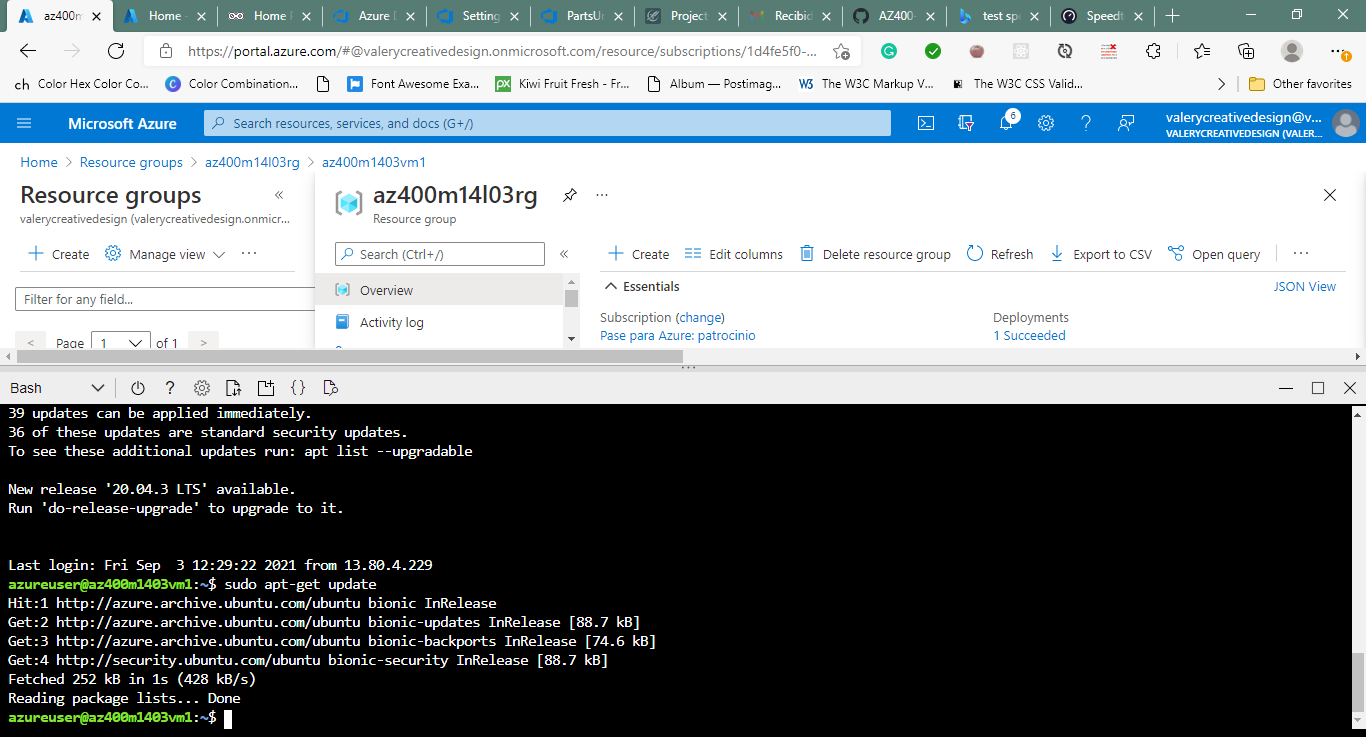 az400m
Home -
Home
Azure D
Setting
PartsUn
Project
Recibid
AZ400-
test spe
Speedt
https://portal.azure.com/#@valerycreativedesign.onmicrosoft.com/resource/subscriptions/1d4fe5f0-...
ch Color Hex Color Co...
C Color Combination...
Font Awesome Exa...
px Kiwi Fruit Fresh - Fr...
Album — Postimag...
W3 The W3C Markup V...
The W3C CSS Valid...
Other favorites
Microsoft Azure
Search resources, services, and docs (G+/)
6
valerycreativedesign@v...
VALERYCREATIVEDESIGN (VALER...
Home > Resource groups > az400m14l03rg > az400m1403vm1
Resource groups
valerycreativedesign (valerycreativedesign.onmicr...
Create
Manage view
...
Filter for any field...
< Page 1 of 1 >
az400m14l03rg
...
Resource group
Search (Ctrl+/)
Overview
Activity log
Create
Edit columns
Delete resource group
Refresh
Export to CSV
Open query
...
Essentials
JSON View
Subscription (change)
Pase para Azure: patrocinio
Deployments
1 Succeeded
Bash
?
{}
39 updates can be applied immediately.
36 of these updates are standard security updates.
To see these additional updates run: apt list --upgradable
New release '20.04.3 LTS' available.
Run 'do-release-upgrade' to upgrade to it.
Last login: Fri Sep  3 12:29:22 2021 from 13.80.4.229
azureuser@az400m1403vm1:~$ sudo apt-get update
Hit:1 http://azure.archive.ubuntu.com/ubuntu bionic InRelease
Get:2 http://azure.archive.ubuntu.com/ubuntu bionic-updates InRelease [88.7 kB]
Get:3 http://azure.archive.ubuntu.com/ubuntu bionic-backports InRelease [74.6 kB]
Get:4 http://security.ubuntu.com/ubuntu bionic-security InRelease [88.7 kB]
Fetched 252 kB in 1s (428 kB/s)
Reading package lists... Done
azureuser@az400m1403vm1:~$